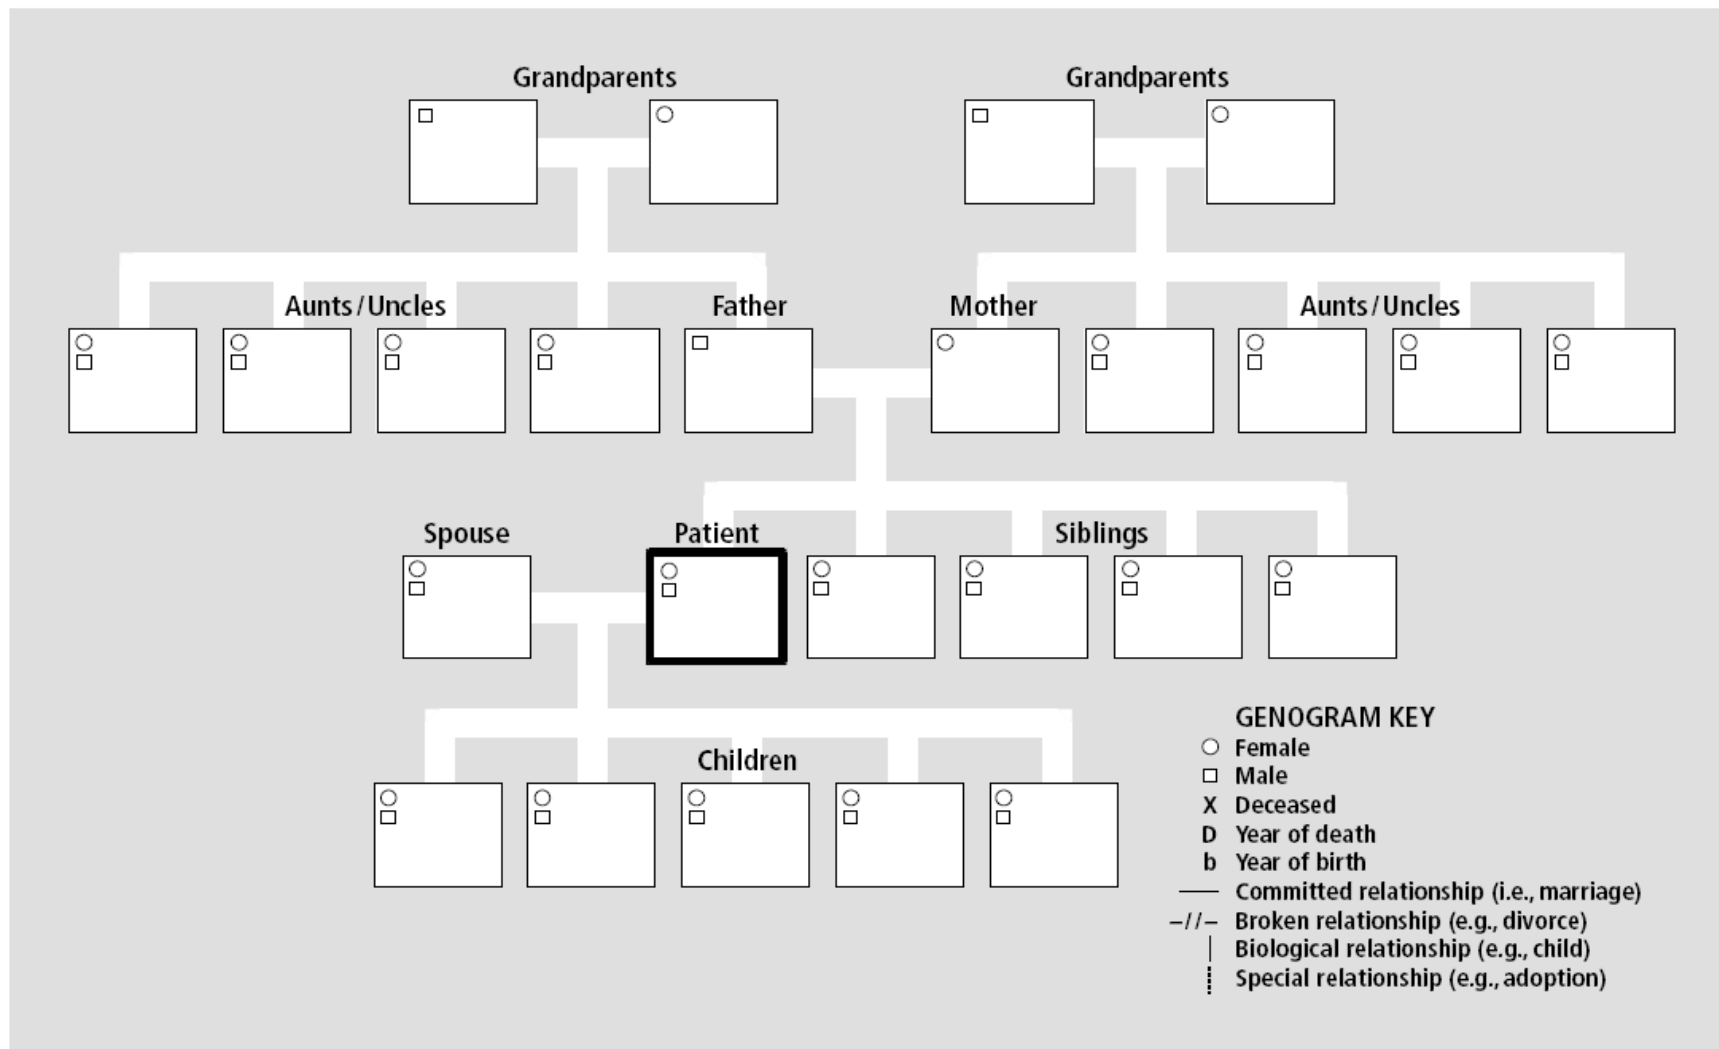 Grandparents
Grandparents
Aunts/Uncles
Father
Mother
Aunts/Uncles
Spouse
Patient
Siblings
Children
GENOGRAM KEY
Female
Male
X Deceased
D Year of death
b Year of birth
Committed relationship (i.e., marriage)
–//– Broken relationship (e.g., divorce)
Biological relationship (e.g., child)
Special relationship (e.g., adoption)